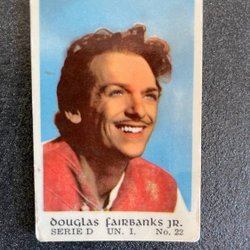 douglas fairbanks jr.
SERIE D UN. I. No. 22